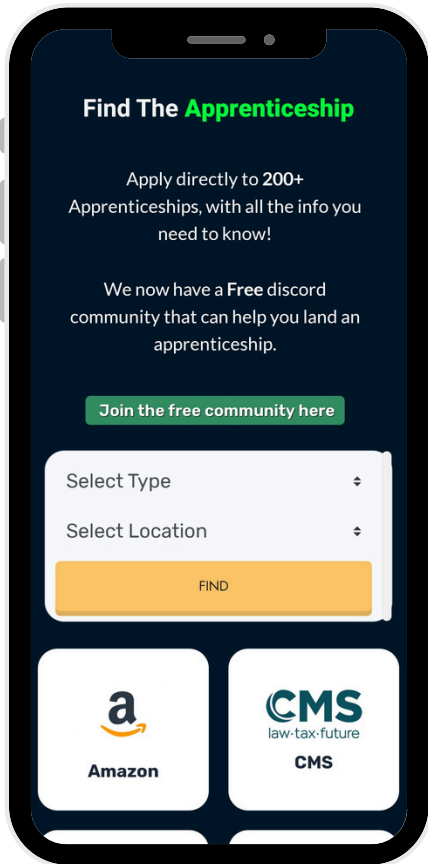 Find The Apprenticeship
Apply directly to 200+
Apprenticeships, with all the info you
need to know!
We now have a Free discord
community that can help you land an
apprenticeship.
Join the free community here
Select Type
Select Location
FIND
a
Amazon
CMS
law·tax·future
CMS